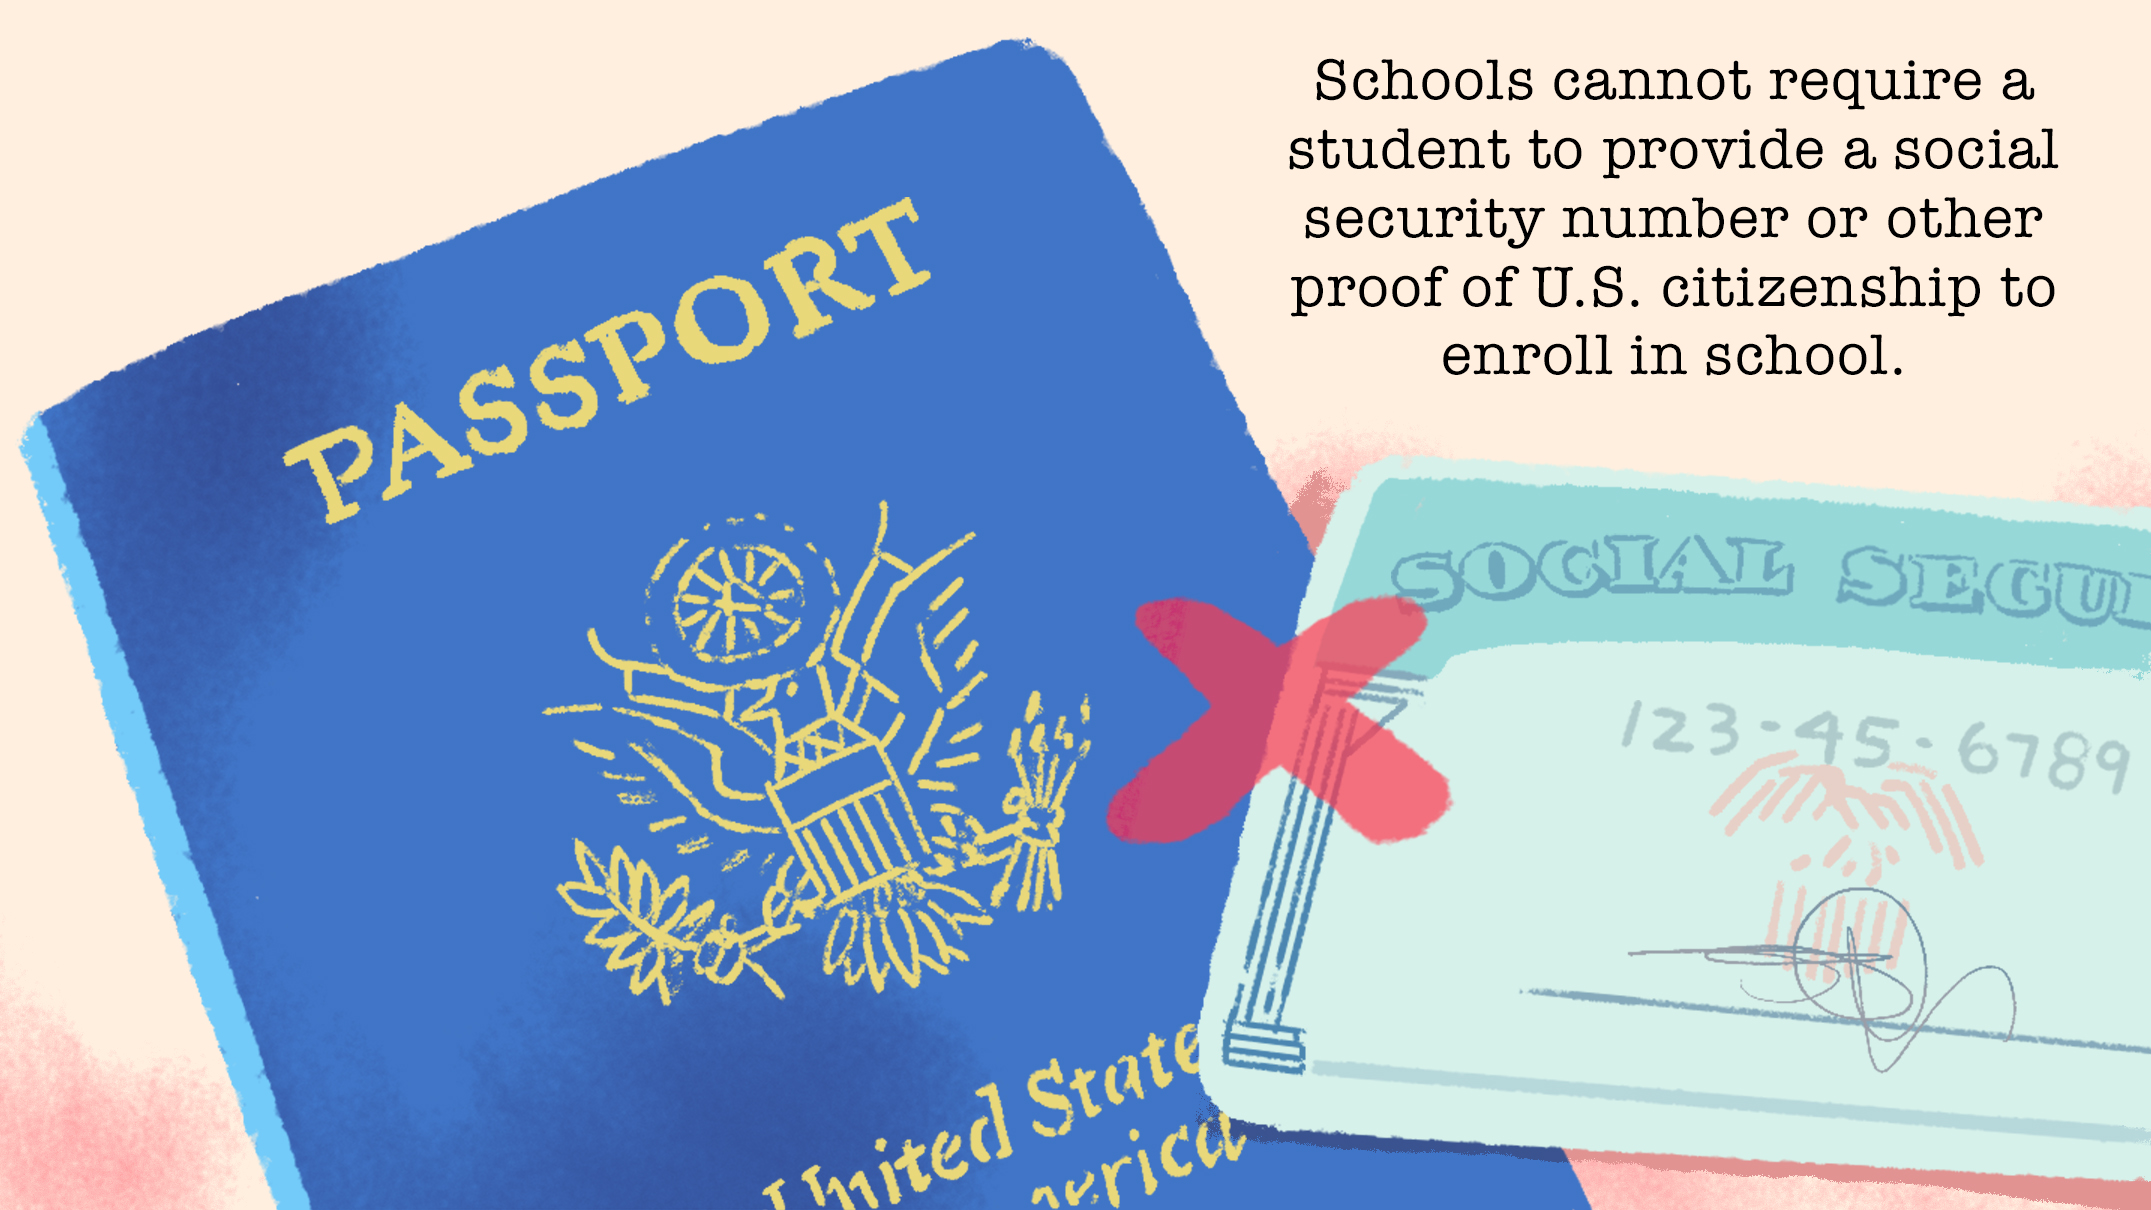 Schools cannot require a
student to provide a social
security number or other
proof of U.S. citizenship to
enroll in school.
PASSPORT
United State
erica
SOCIAL SECU
123-45-6789